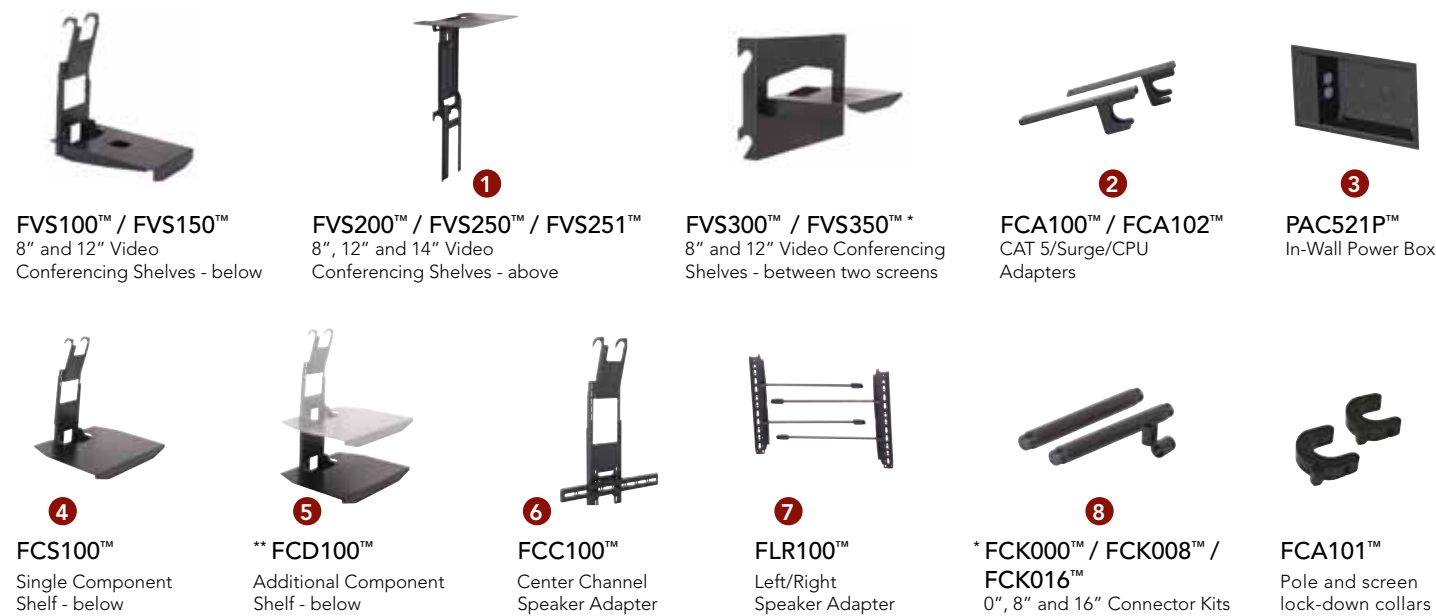 1
2
3
FVS100™ / FVS150™
8″ and 12″ Video
Conferencing Shelves - below
FVS200™ / FVS250™ / FVS251™
8″, 12″ and 14″ Video
Conferencing Shelves - above
FVS300™ / FVS350™ *
8″ and 12″ Video Conferencing
Shelves - between two screens
FCA100™ / FCA102™
CAT 5/Surge/CPU
Adapters
PAC521P™
In-Wall Power Box
4
5
6
7
8
FCS100™
Single Component
Shelf - below
** FCD100™
Additional Component
Shelf - below
FCC100™
Center Channel
Speaker Adapter
FLR100™
Left/Right
Speaker Adapter
* FCK000™ / FCK008™ /
FCK016™
0″, 8″ and 16″ Connector Kits
FCA101™
Pole and screen
lock-down collars